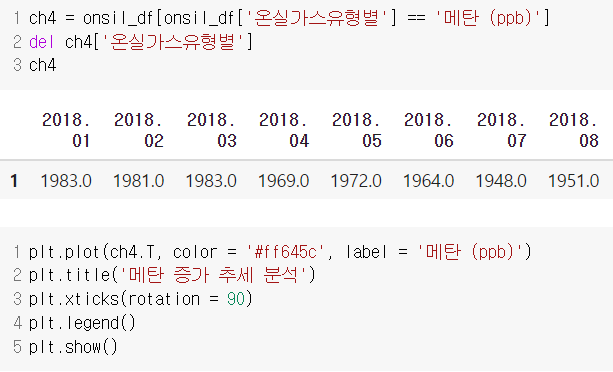 1 ch4 = onsil_df[onsil_df['온실가스유형별'] == '메탄 (ppb)']
2 del ch4['온실가스유형별']
3 ch4
2018. 2018. 2018. 2018. 2018. 2018. 2018. 2018.
01 02 03 04 05 06 07 08
1 1983.0 1981.0 1983.0 1969.0 1972.0 1964.0 1948.0 1951.0
1 plt.plot(ch4.T, color = '#ff645c', label = '메탄 (ppb)')
2 plt.title('메탄 증가 추세 분석')
3 plt.xticks(rotation = 90)
4 plt.legend()
5 plt.show()